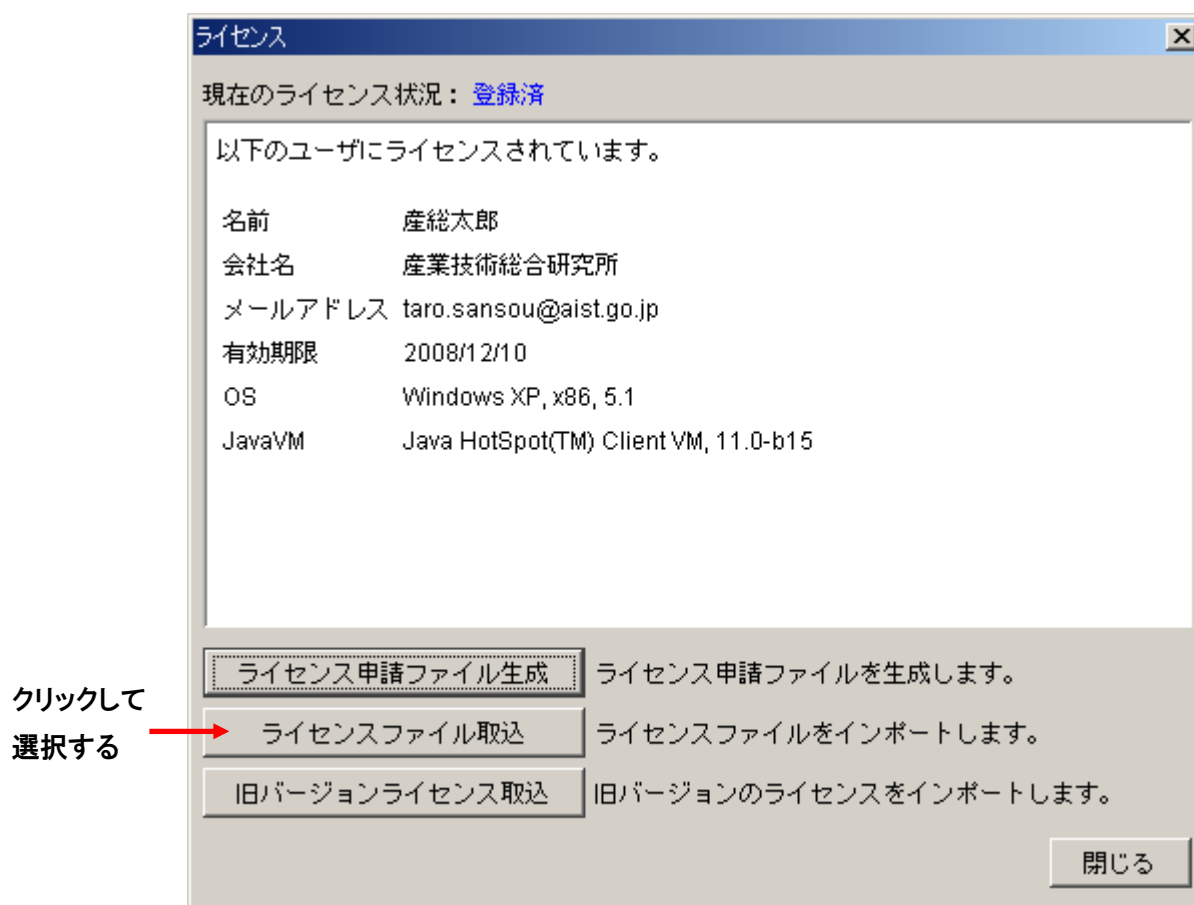 ライセンス
現在のライセンス状況： 登録済
以下のユーザにライセンスされています。
名前 産総太郎
会社名 産業技術総合研究所
メールアドレス taro.sansou@aist.go.jp
有効期限 2008/12/10
OS Windows XP, x86, 5.1
JavaVM Java HotSpot(TM) Client VM, 11.0-b15
ライセンス申請ファイル生成 ライセンス申請ファイルを生成します。
クリックして
選択する
ライセンスファイル取込 ライセンスファイルをインポートします。
旧バージョンライセンス取込 旧バージョンのライセンスをインポートします。
閉じる